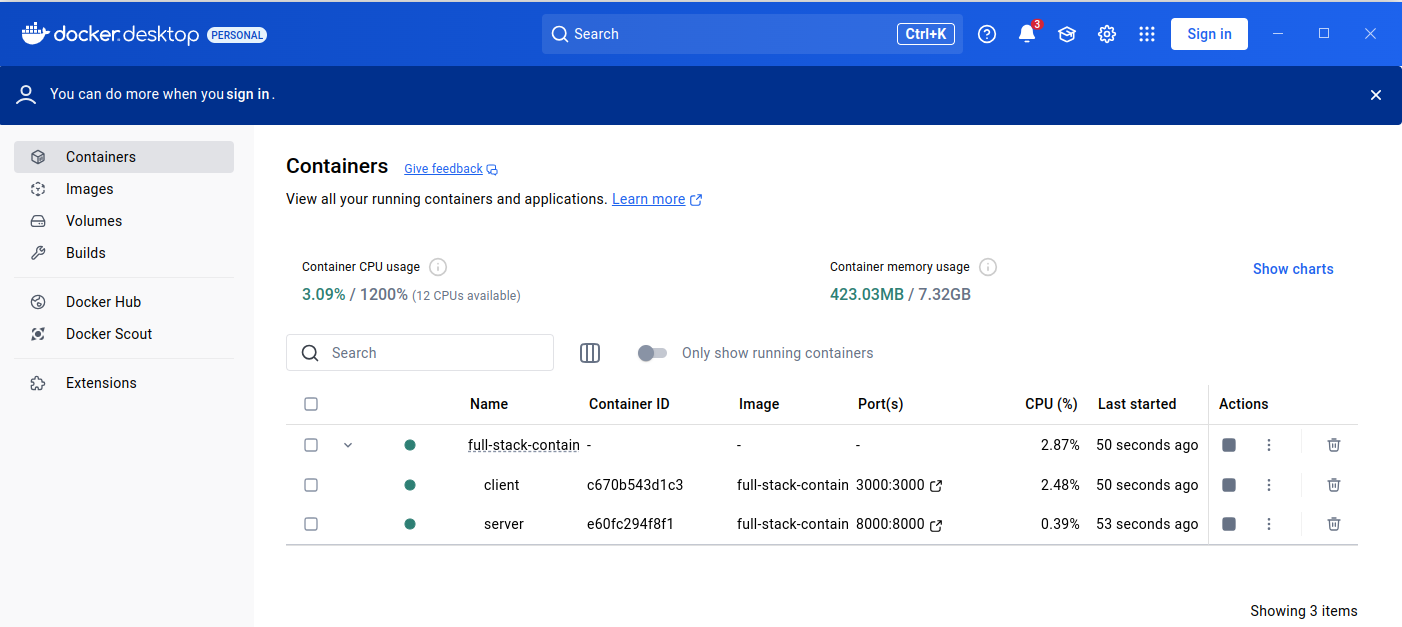 docker.desktop PERSONAL Search Ctrl+K 3 Sign in
You can do more when you sign in.
Containers
Images
Volumes
Builds
Docker Hub
Docker Scout
Extensions
Containers Give feedback
View all your running containers and applications. Learn more
Container CPU usage
3.09% / 1200% (12 CPUs available)
Container memory usage
423.03MB / 7.32GB
Show charts
Search Only show running containers
Name Container ID Image Port(s) CPU (%) Last started Actions
full-stack-contain - - - 2.87% 50 seconds ago
client c670b543d1c3 full-stack-contain 3000:3000 2.48% 50 seconds ago
server e60fc294f8f1 full-stack-contain 8000:8000 0.39% 53 seconds ago
Showing 3 items